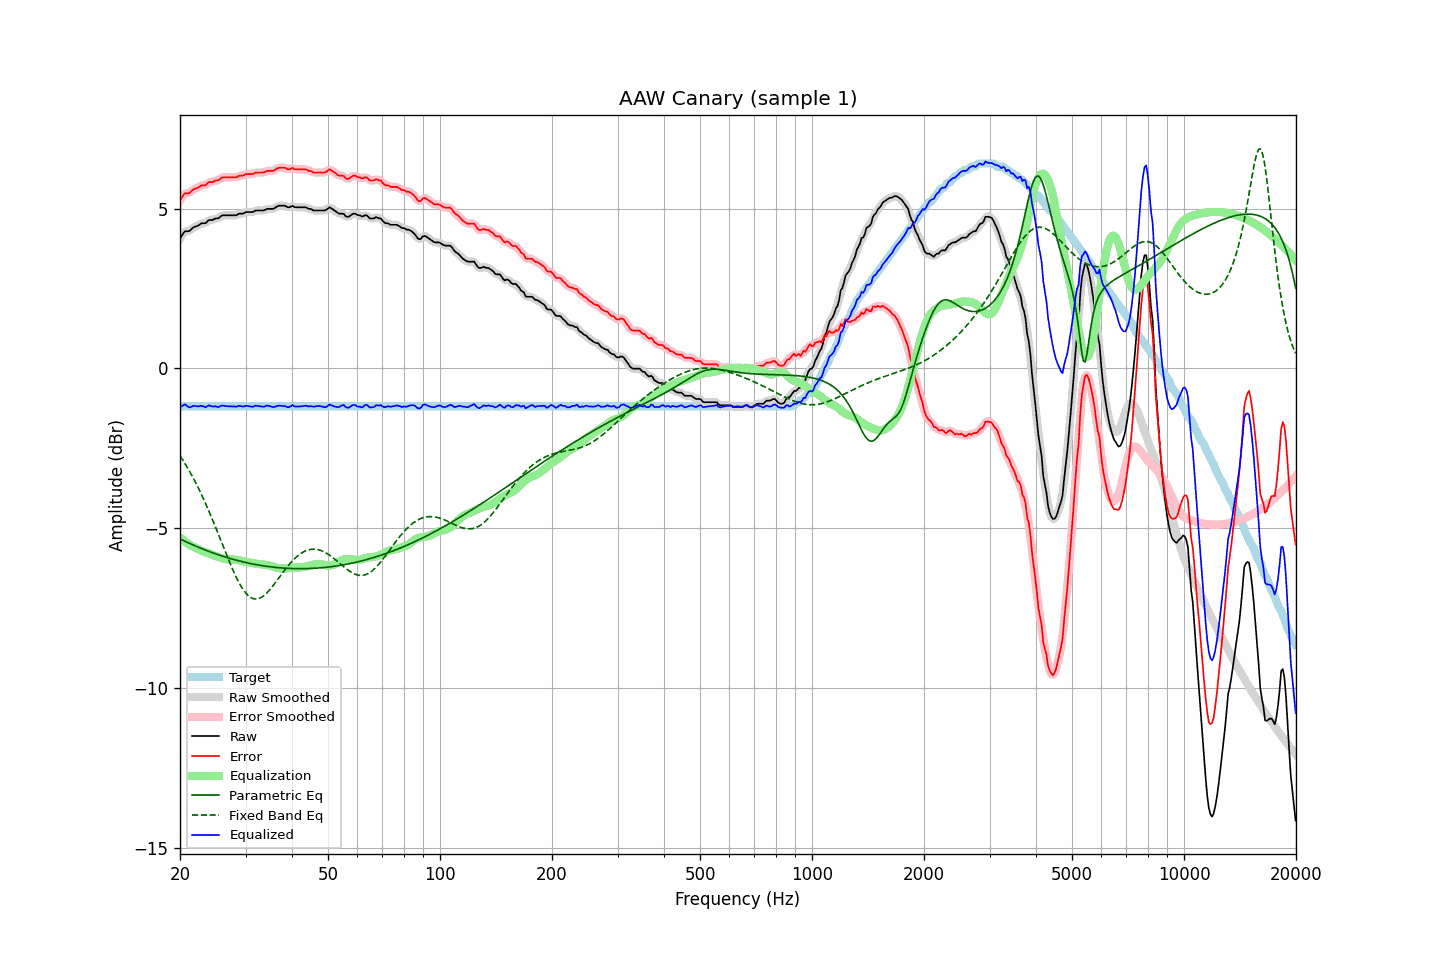 AAW Canary (sample 1)
Amplitude (dBr)
5
0
−5
−10
−15
Target
Raw Smoothed
Error Smoothed
Raw
Error
Equalization
Parametric Eq
Fixed Band Eq
Equalized
20 50 100 200 500 1000 2000 5000 10000 20000
Frequency (Hz)